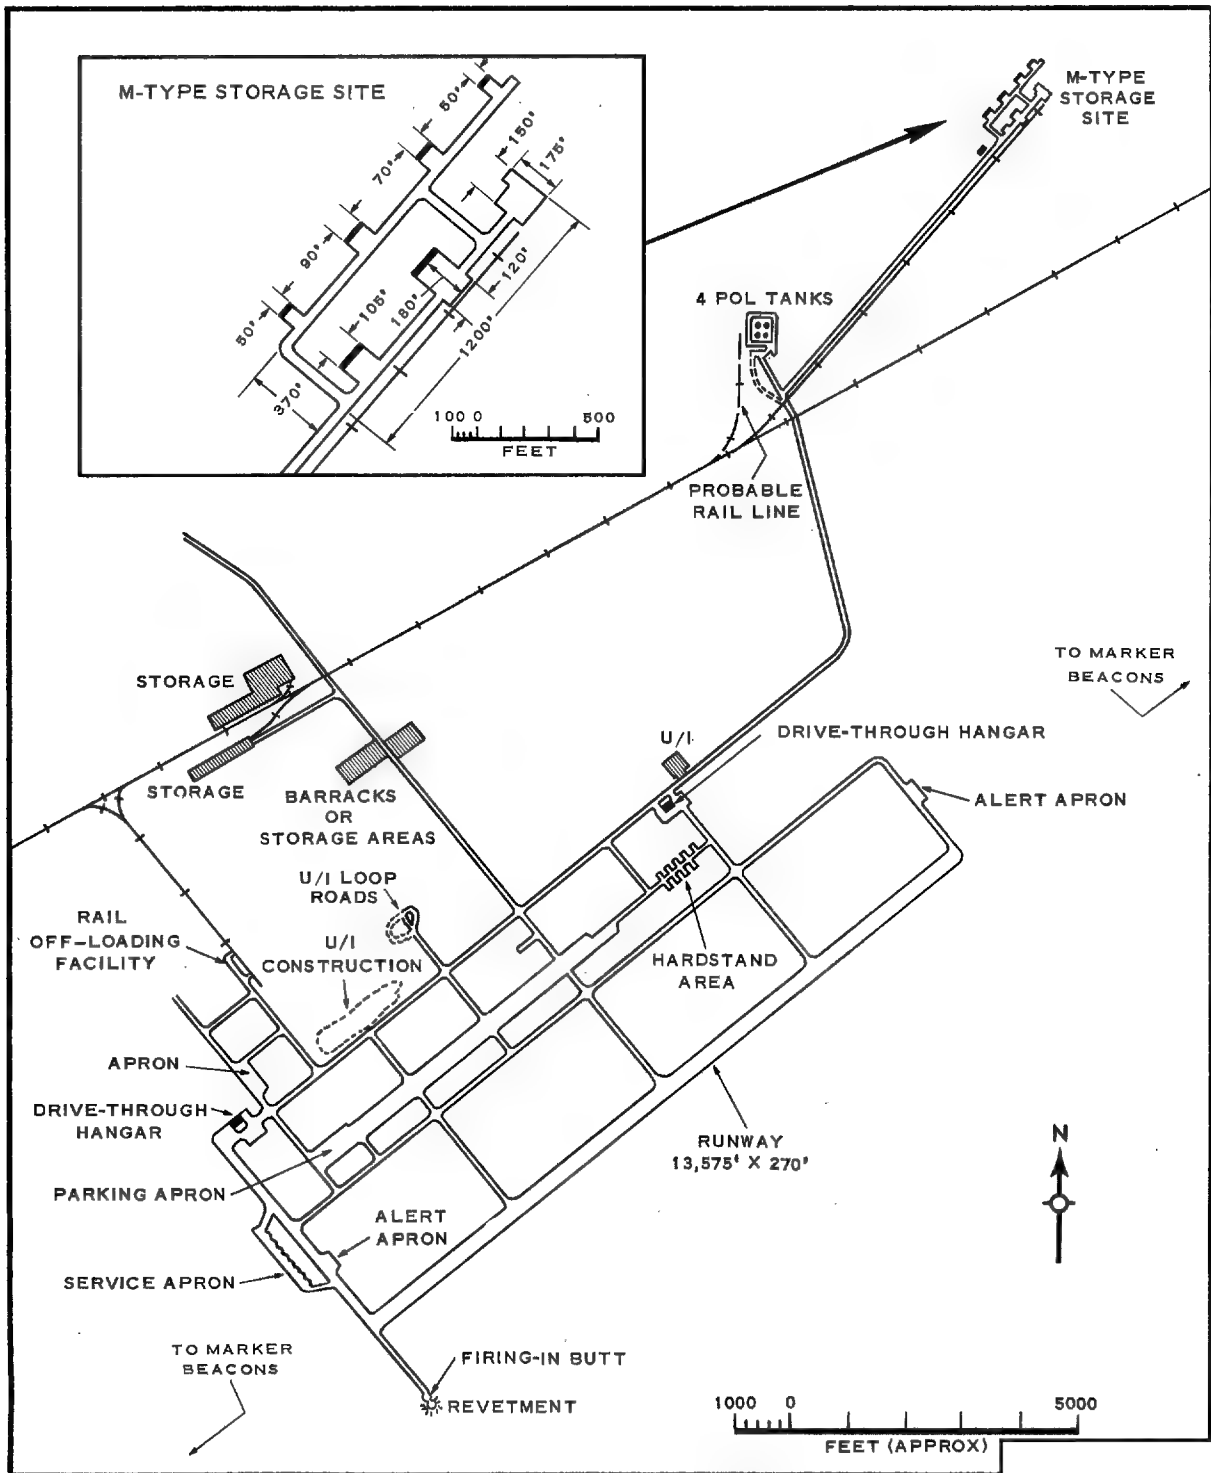 M-TYPE STORAGE SITE
50'
150'
175'
70'
90'
50'
105'
180'
120'
1200'
370'
100 0 500
FEET
M-TYPE
STORAGE
SITE
4 POL TANKS
PROBABLE
RAIL LINE
TO MARKER
BEACONS
STORAGE
STORAGE
BARRACKS
OR
STORAGE AREAS
U/I
DRIVE-THROUGH HANGAR
ALERT APRON
U/I LOOP
ROADS
RAIL
OFF-LOADING
FACILITY
U/I
CONSTRUCTION
HARDSTAND
AREA
APRON
DRIVE-THROUGH
HANGAR
RUNWAY
13,575' X 270'
N
PARKING APRON
ALERT
APRON
SERVICE APRON
TO MARKER
BEACONS
FIRING-IN BUTT
REVETMENT
1000 0 5000
FEET (APPROX)